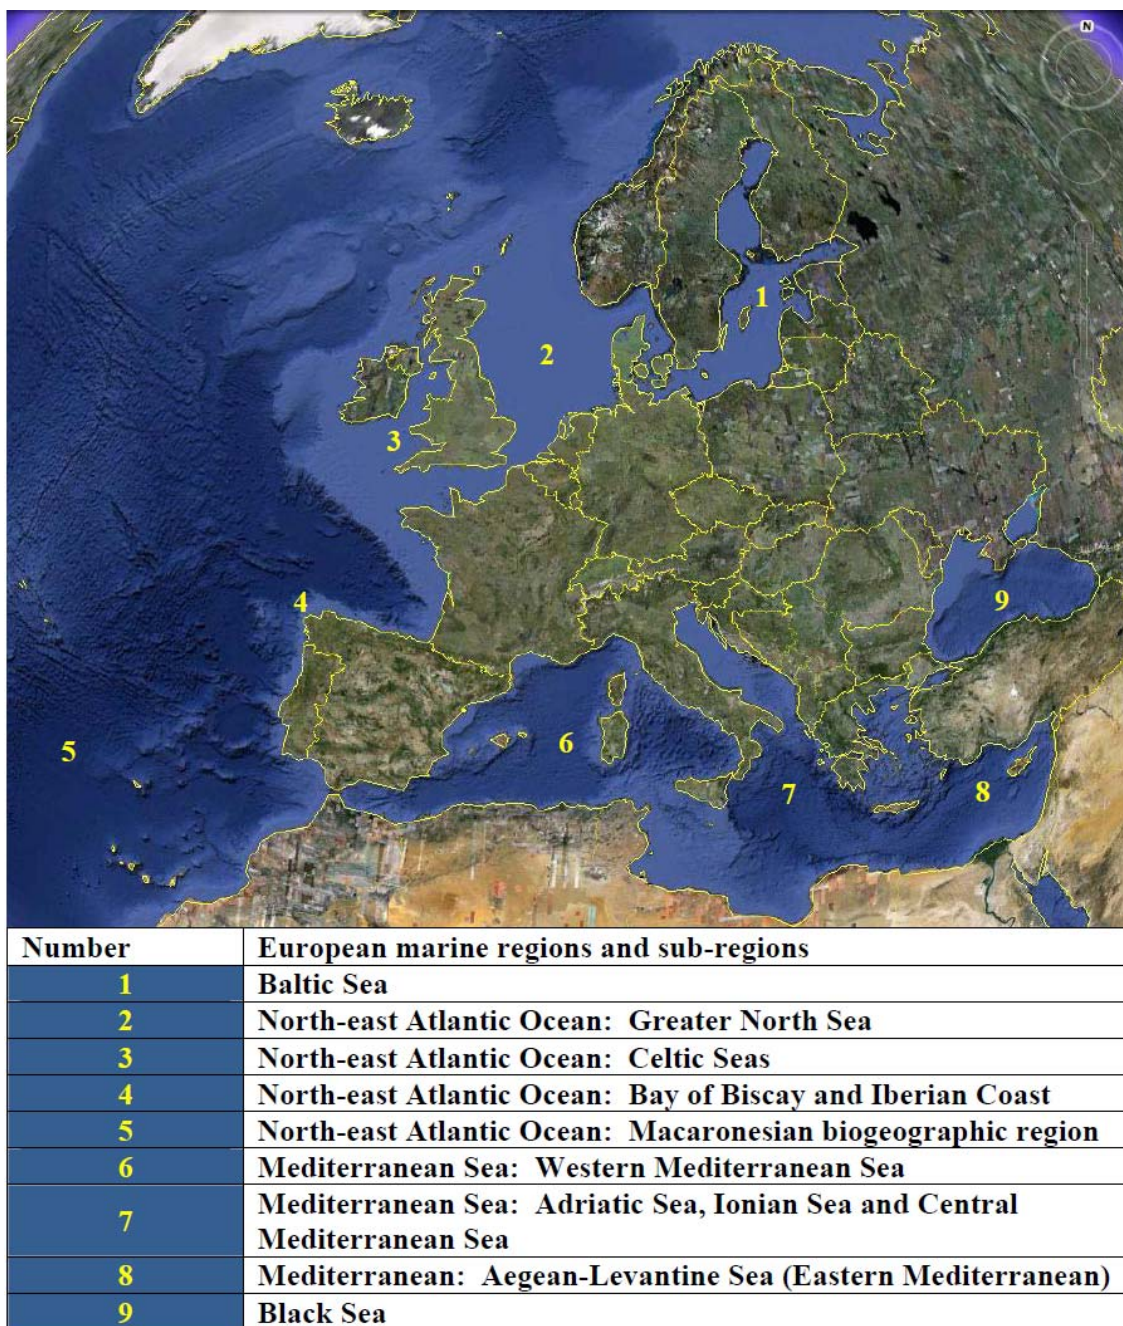 N
1
2
3
4
9
5
6
7
8
Number European marine regions and sub-regions
1 Baltic Sea
2 North-east Atlantic Ocean: Greater North Sea
3 North-east Atlantic Ocean: Celtic Seas
4 North-east Atlantic Ocean: Bay of Biscay and Iberian Coast
5 North-east Atlantic Ocean: Macaronesian biogeographic region
6 Mediterranean Sea: Western Mediterranean Sea
7 Mediterranean Sea: Adriatic Sea, Ionian Sea and Central
Mediterranean Sea
8 Mediterranean: Aegean-Levantine Sea (Eastern Mediterranean)
9 Black Sea